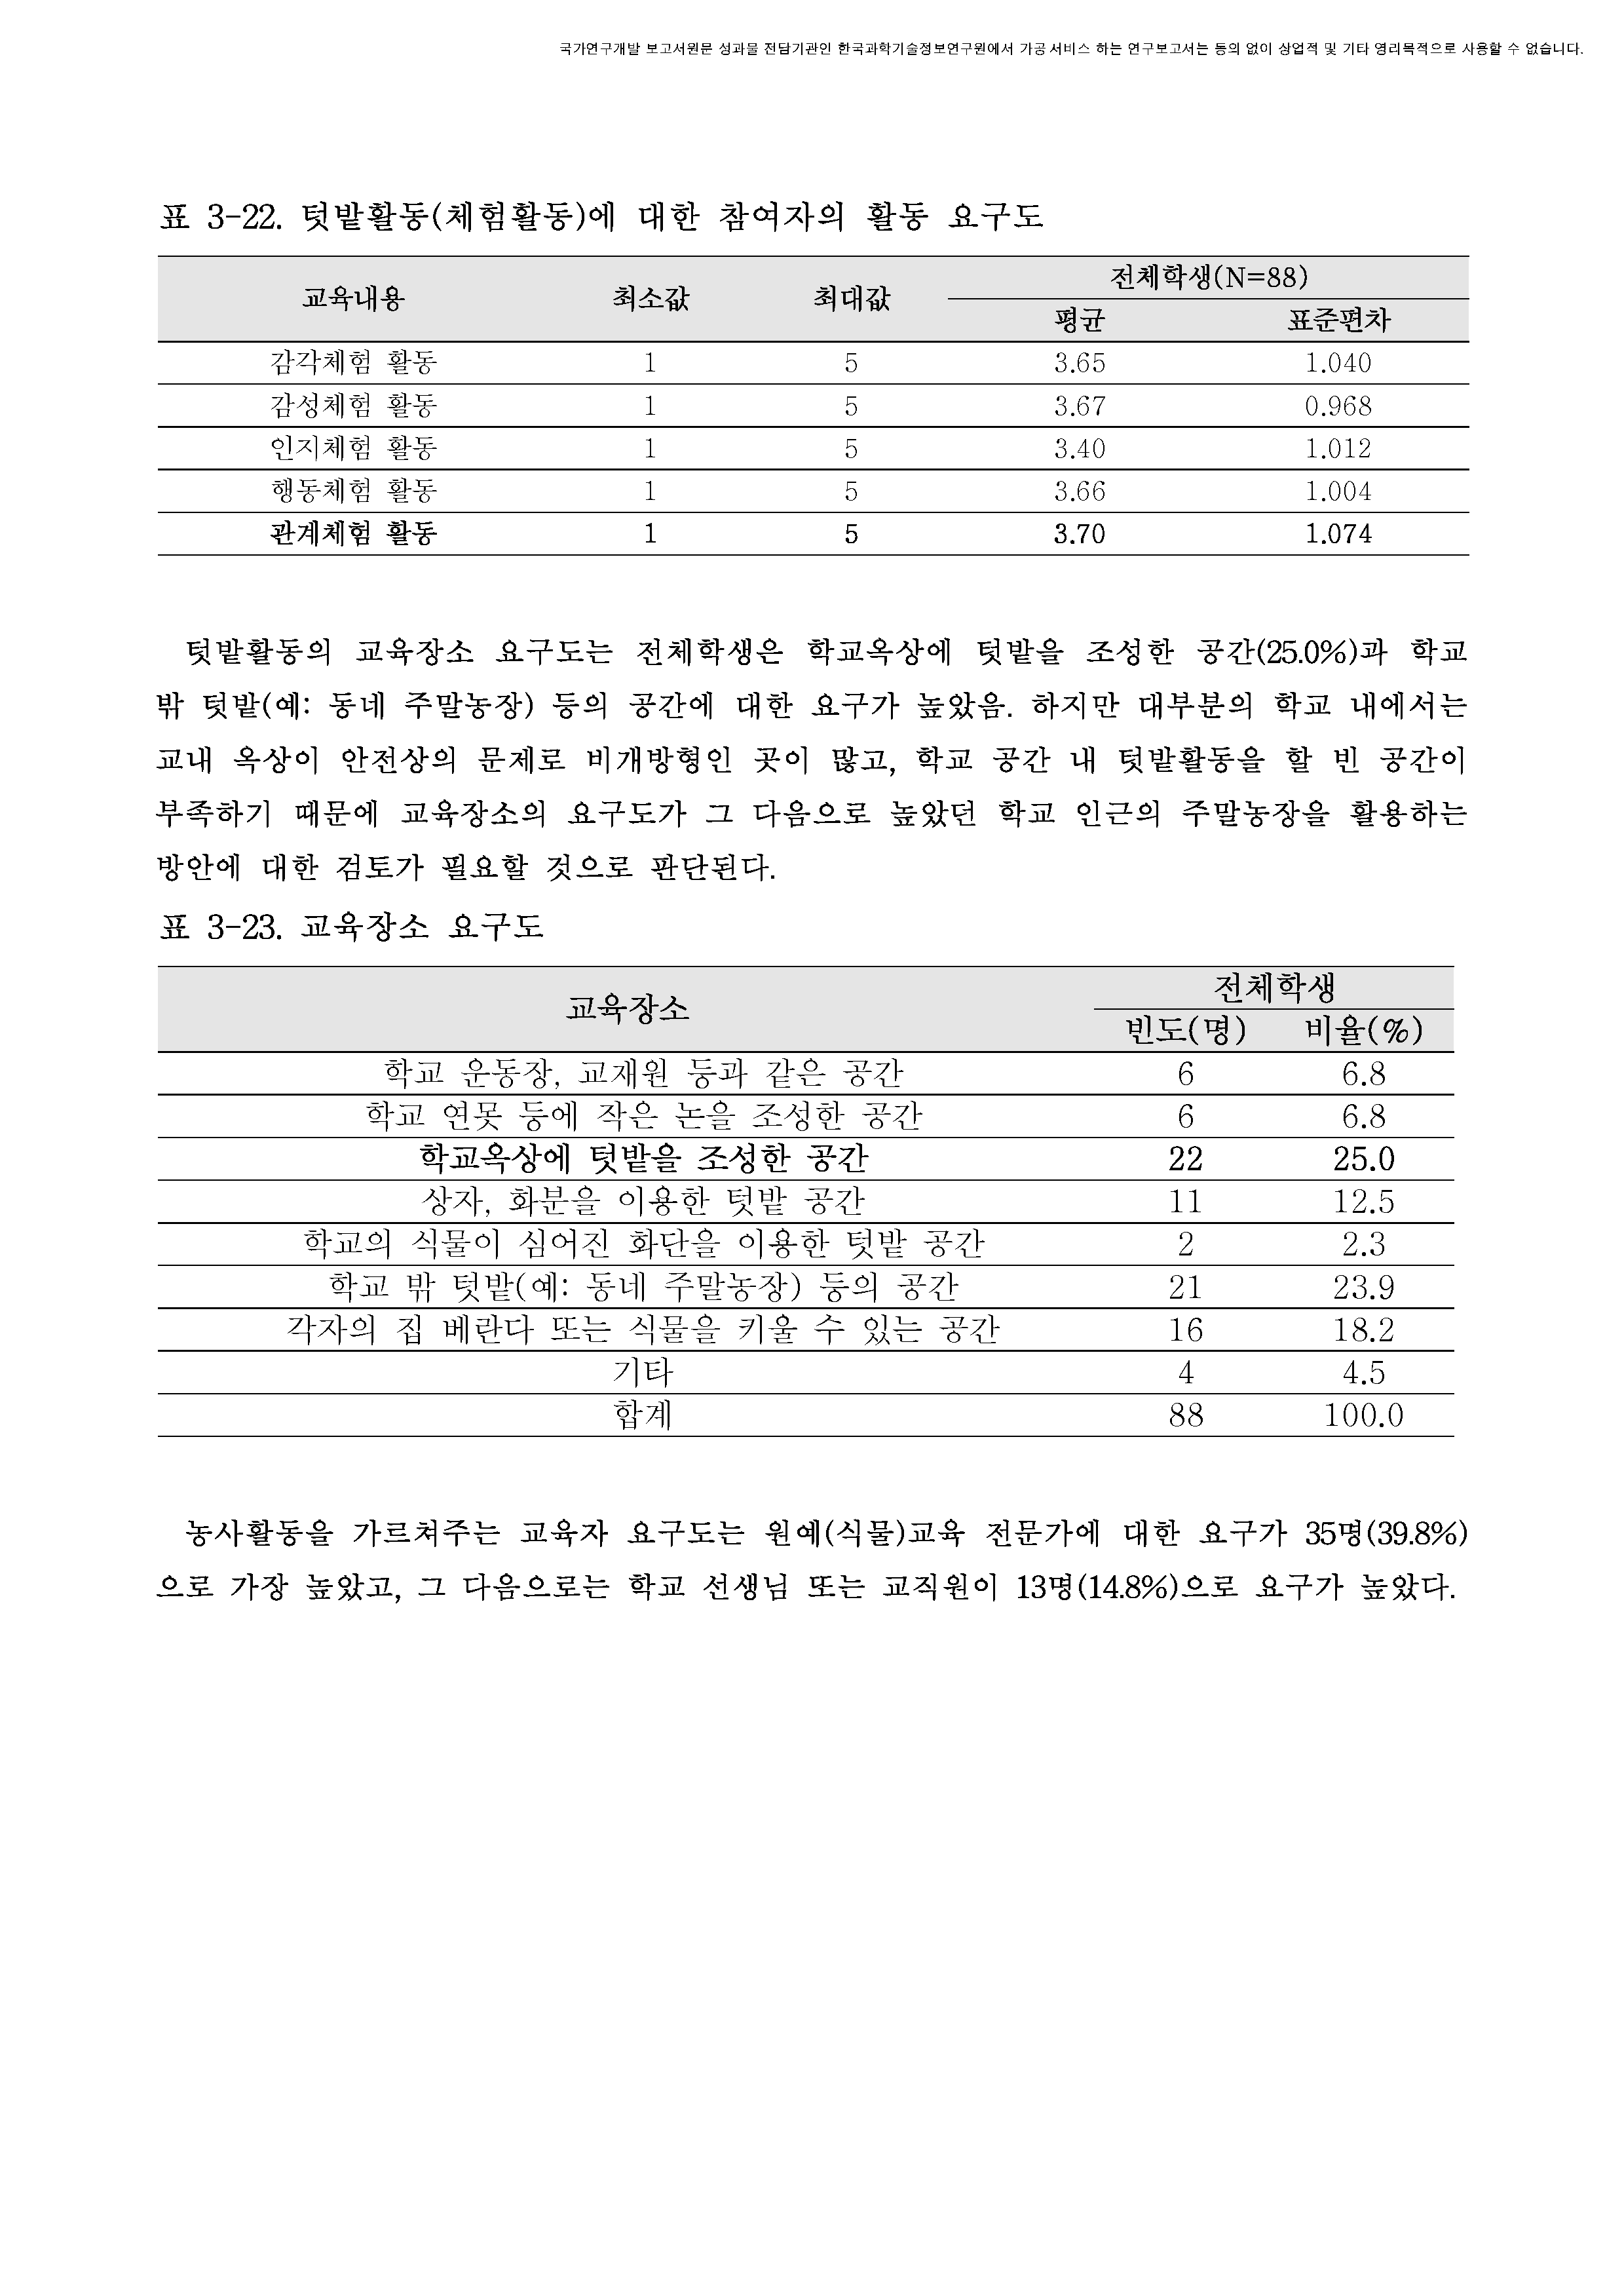 국가연구개발 보고서원문 성과물 전담기관인 한국과학기술정보연구원에서 가공·서비스 하는 연구보고서는 동의 없이 상업적 및 기타 영리목적으로 사용할 수 없습니다.
표 3-22. 텃밭활동(체험활동)에 대한 참여자의 활동 요구도
교육내용 최소값 최대값 전체학생(N=88)
평균 표준편차
감각체험 활동 1 5 3.65 1.040
감성체험 활동 1 5 3.67 0.968
인지체험 활동 1 5 3.40 1.012
행동체험 활동 1 5 3.66 1.004
관계체험 활동 1 5 3.70 1.074
텃밭활동의 교육장소 요구도는 전체학생은 학교옥상에 텃밭을 조성한 공간(25.0%)과 학교
밖 텃밭(예: 동네 주말농장) 등의 공간에 대한 요구가 높았음. 하지만 대부분의 학교 내에서는
교내 옥상이 안전상의 문제로 비개방형인 곳이 많고, 학교 공간 내 텃밭활동을 할 빈 공간이
부족하기 때문에 교육장소의 요구도가 그 다음으로 높았던 학교 인근의 주말농장을 활용하는
방안에 대한 검토가 필요할 것으로 판단된다.
표 3-23. 교육장소 요구도
교육장소 전체학생
빈도(명) 비율(%)
학교 운동장, 교재원 등과 같은 공간 6 6.8
학교 연못 등에 작은 논을 조성한 공간 6 6.8
학교옥상에 텃밭을 조성한 공간 22 25.0
상자, 화분을 이용한 텃밭 공간 11 12.5
학교의 식물이 심어진 화단을 이용한 텃밭 공간 2 2.3
학교 밖 텃밭(예: 동네 주말농장) 등의 공간 21 23.9
각자의 집 베란다 또는 식물을 키울 수 있는 공간 16 18.2
기타 4 4.5
합계 88 100.0
농사활동을 가르쳐주는 교육자 요구도는 원예(식물)교육 전문가에 대한 요구가 35명(39.8%)
으로 가장 높았고, 그 다음으로는 학교 선생님 또는 교직원이 13명(14.8%)으로 요구가 높았다.